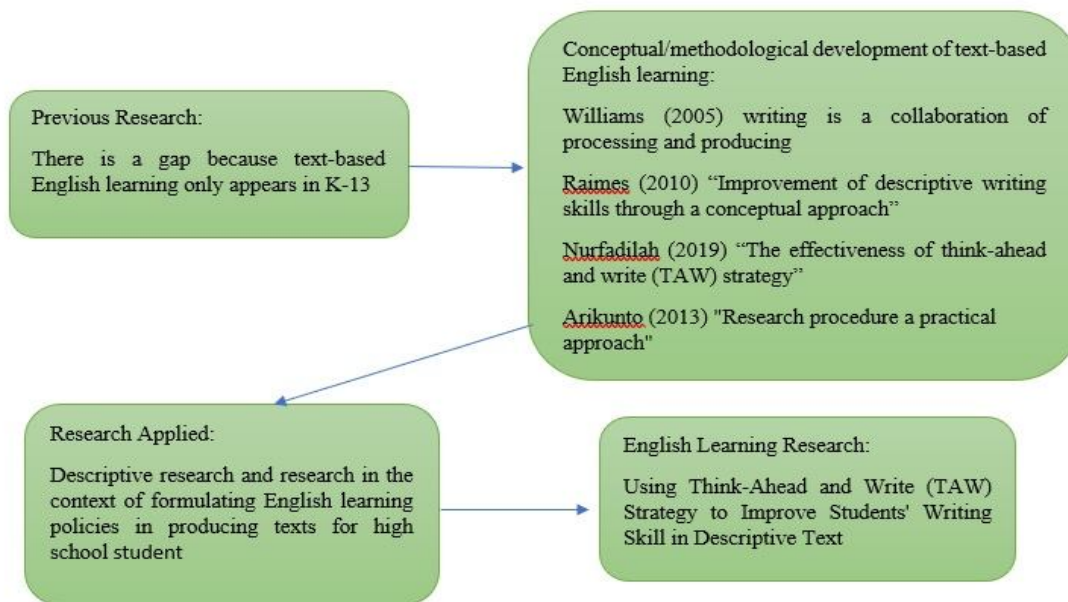 Previous Research:
There is a gap because text-based
English learning only appears in K-13
Conceptual/methodological development of text-based
English learning:
Williams (2005) writing is a collaboration of
processing and producing
Raimes (2010) “Improvement of descriptive writing
skills through a conceptual approach”
Nurfadilah (2019) “The effectiveness of think-ahead
and write (TAW) strategy”
Arikunto (2013) "Research procedure a practical
approach"
Research Applied:
Descriptive research and research in the
context of formulating English learning
policies in producing texts for high
school student
English Learning Research:
Using Think-Ahead and Write (TAW)
Strategy to Improve Students' Writing
Skill in Descriptive Text